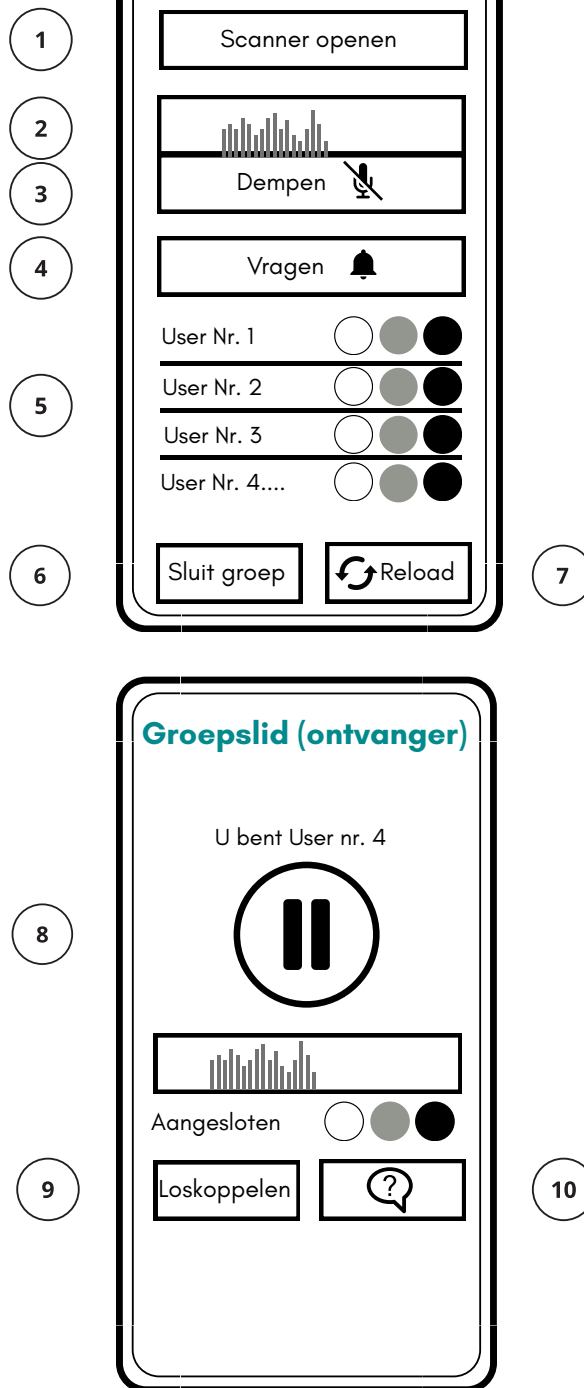 1
Scanner openen
2
3
Dempen
4
Vragen
User Nr. 1
User Nr. 2
5
User Nr. 3
User Nr. 4....
6
Sluit groep
Reload
7
Groepslid (ontvanger)
U bent User nr. 4
8
Aangesloten
9
Loskoppelen
?
10